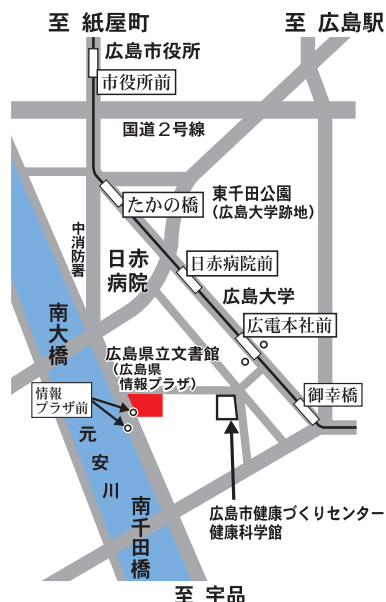 至 紙屋町
至 広島駅
広島市役所
市役所前
国道２号線
たかの橋
東千田公園
（広島大学跡地）
中消防署
日赤
病院
日赤病院前
広島大学
南大橋
広電本社前
広島県立文書館
（広島県
情報プラザ）
情報
プラザ前
御幸橋
元安川
南千田橋
広島市健康づくりセンター
健康科学館
至 宇品